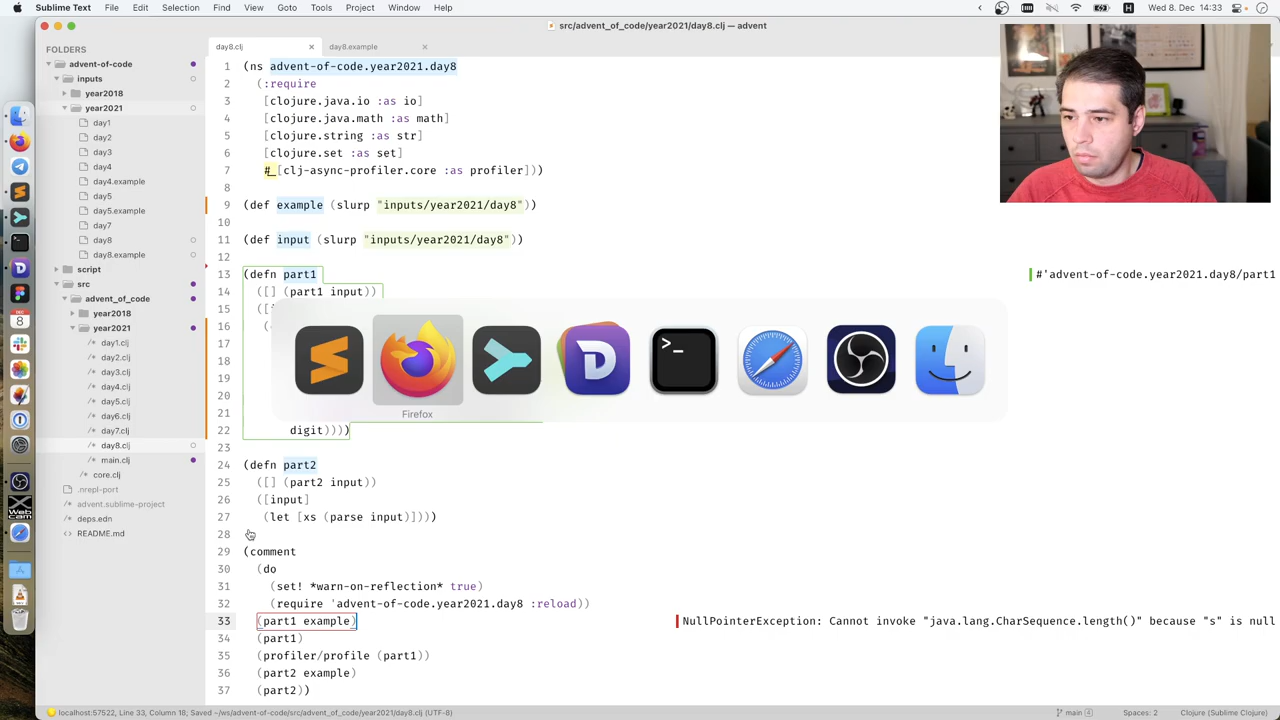 Sublime Text File Edit Selection Find View Goto Tools Project Window Help
H
Wed 8. Dec 14:33
src/advent_of_code/year2021/day8.clj — advent
FOLDERS
advent-of-code
inputs
year2018
year2021
day1
day2
day3
day4
day4.example
day5
day5.example
day7
day8
day8.example
script
src
advent_of_code
year2018
year2021
/* day1.clj
/* day2.clj
/* day3.clj
/* day4.clj
/* day5.clj
/* day6.clj
/* day7.clj
/* day8.clj
/* main.clj
/* core.clj
.nrepl-port
advent.sublime-project
deps.edn
README.md
day8.clj
day8.example
1 (ns advent-of-code.year2021.day8
2 (:require
3 [clojure.java.io :as io]
4 [clojure.java.math :as math]
5 [clojure.string :as str]
6 [clojure.set :as set]
7 #_[clj-async-profiler.core :as profiler]))
8
9 (def example (slurp "inputs/year2021/day8"))
10
11 (def input (slurp "inputs/year2021/day8"))
12
13 (defn part1
#'advent-of-code.year2021.day8/part1
14 ([] (part1 input))
15 ([
16 (
17
18
19
20
21
22 digit))))
23
24 (defn part2
25 ([] (part2 input))
26 ([input]
27 (let [xs (parse input)])))
28
29 (comment
30 (do
31 (set! *warn-on-reflection* true)
32 (require 'advent-of-code.year2021.day8 :reload))
33 (part1 example)
NullPointerException: Cannot invoke "java.lang.CharSequence.length()" because "s" is null
34 (part1)
35 (profiler/profile (part1))
36 (part2 example)
37 (part2))
Firefox
DEC
8
Web
cam
localhost:57522, Line 33, Column 18; Saved ~/ws/advent-of-code/src/advent_of_code/year2021/day8.clj (UTF-8)
main 4
Spaces: 2
Clojure (Sublime Clojure)